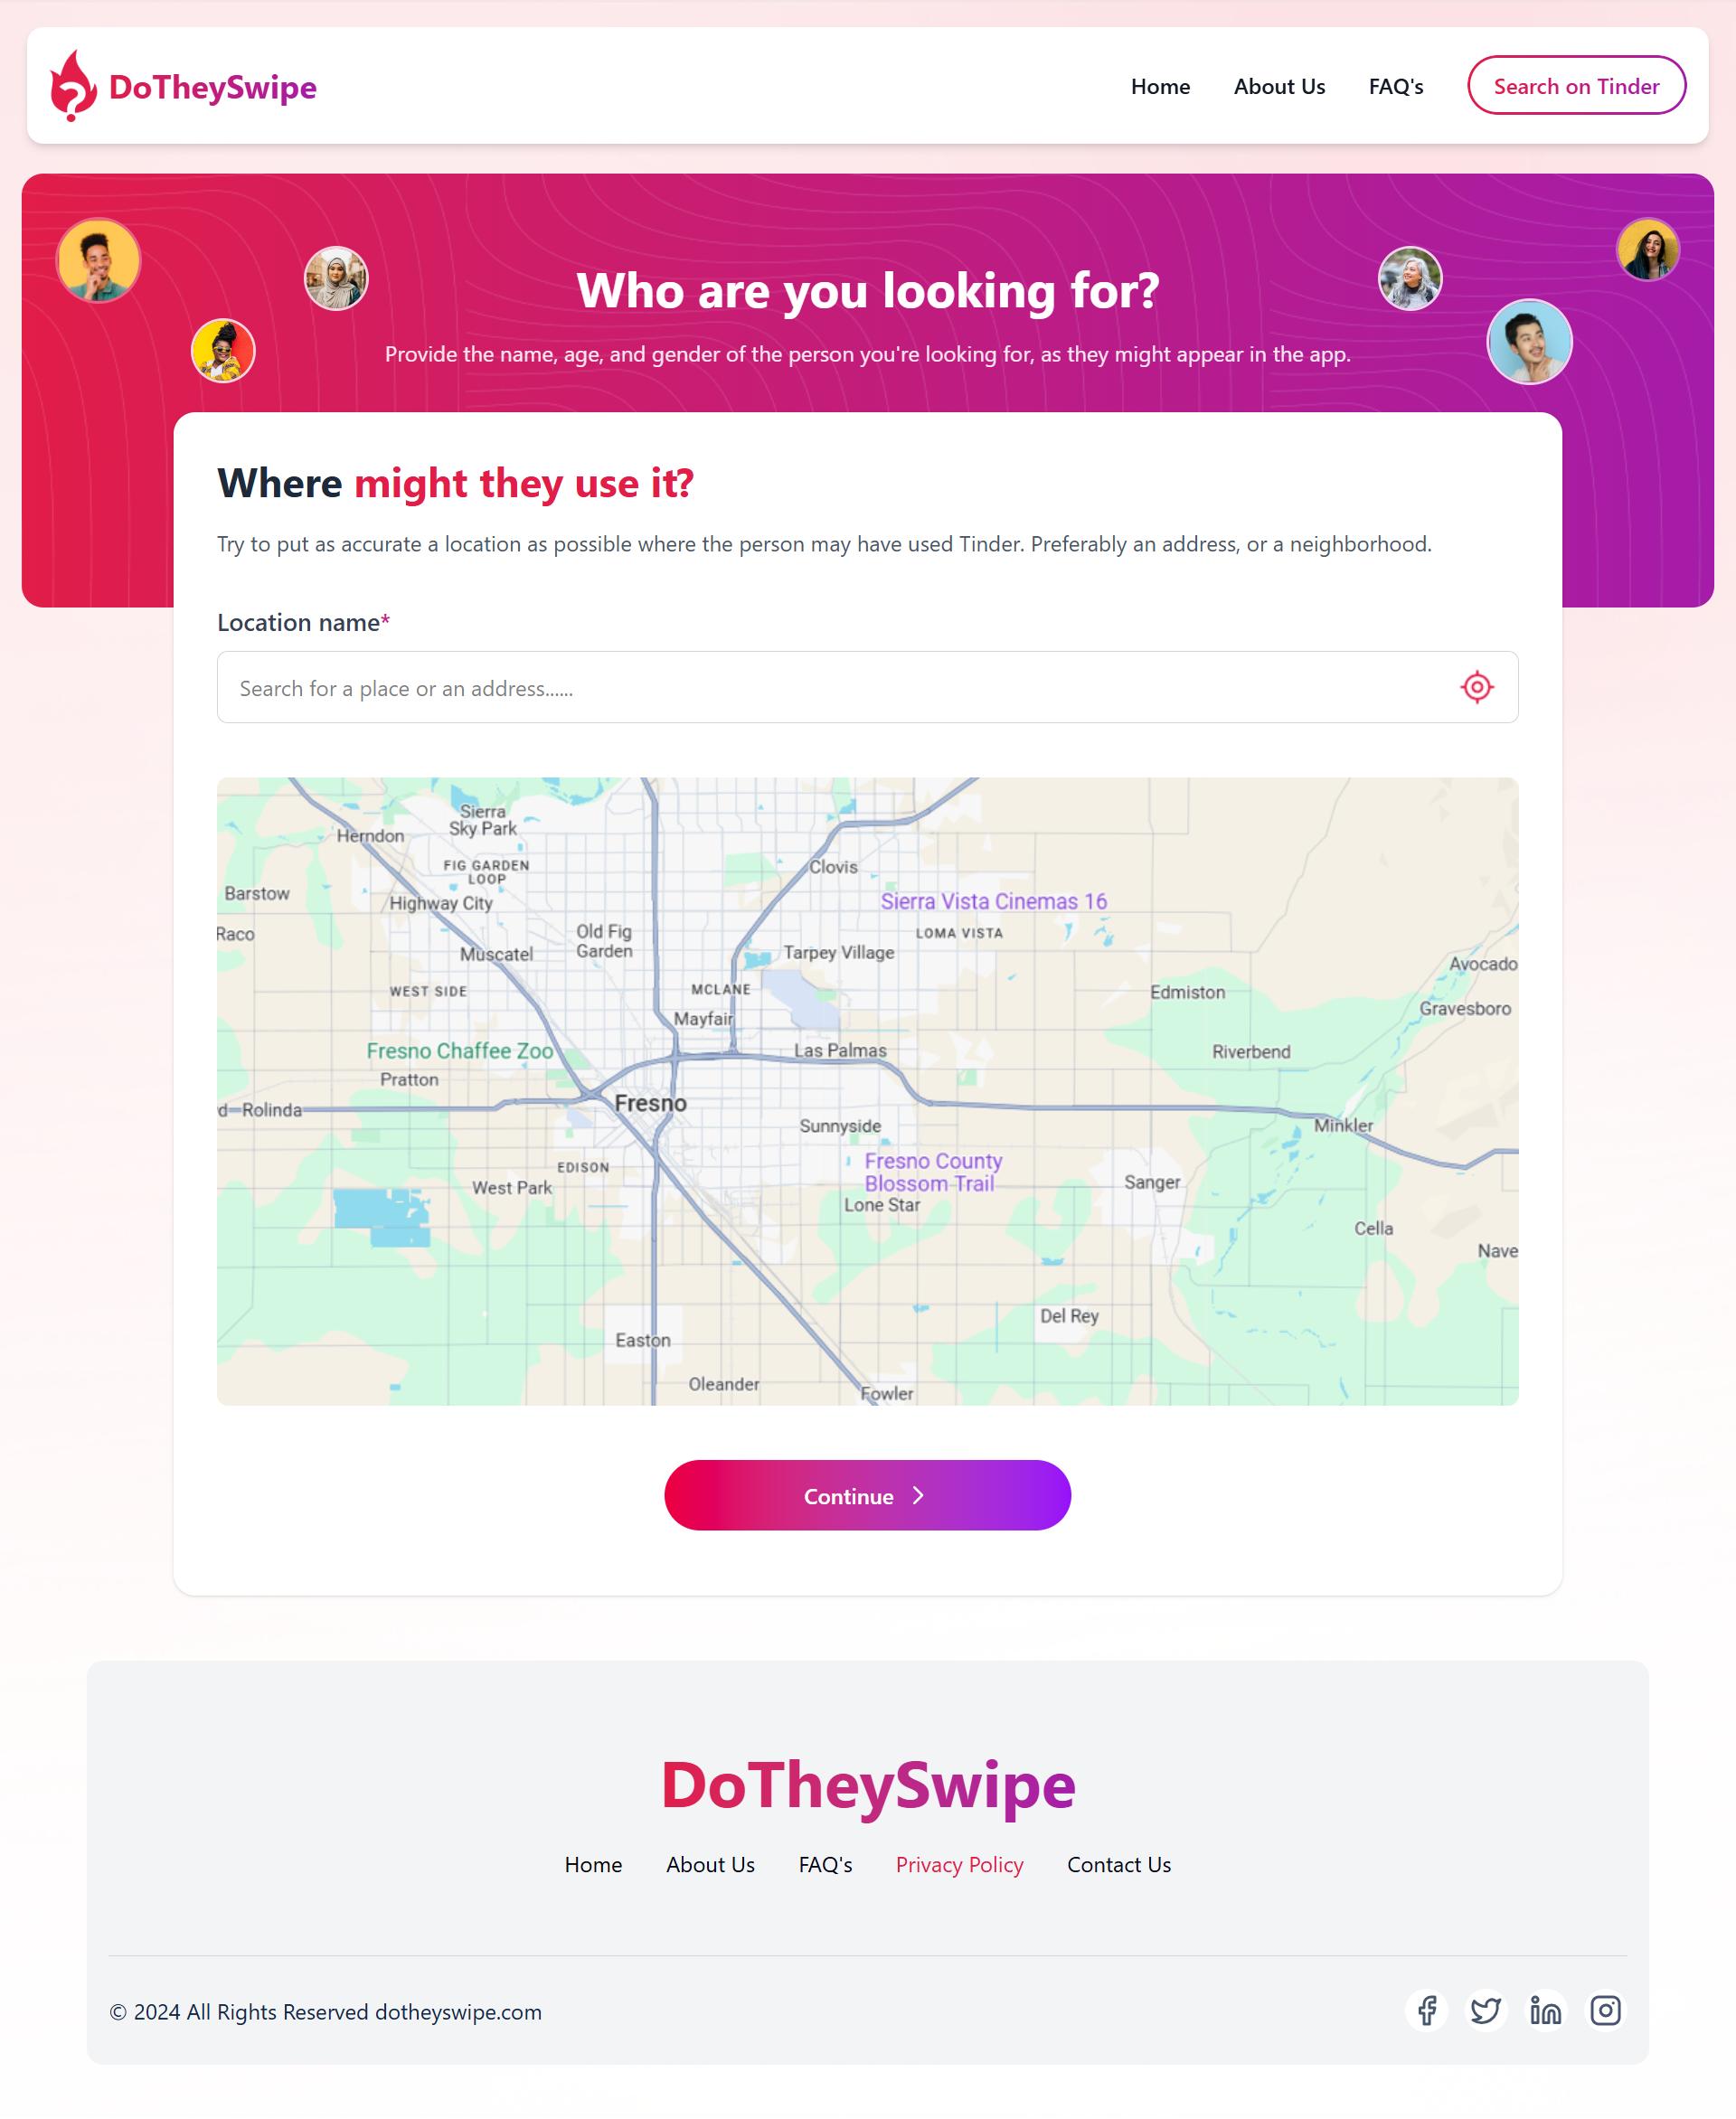 DoTheySwipe
Home About Us FAQ's Search on Tinder
Who are you looking for?
Provide the name, age, and gender of the person you're looking for, as they might appear in the app.
Where might they use it?
Try to put as accurate a location as possible where the person may have used Tinder. Preferably an address, or a neighborhood.
Location name*
Search for a place or an address......
Sierra
Sky Park
Herndon
FIG GARDEN
LOOP
Clovis
Barstow
Highway City
Sierra Vista Cinemas 16
Raco
Old Fig
Garden
LOMA VISTA
Muscatel
Tarpey Village
Avocado
WEST SIDE
MCLANE
Edmiston
Gravesboro
Mayfair
Fresno Chaffee Zoo
Las Palmas
Riverbend
Pratton
d
Rolinda
Fresno
Sunnyside
Minkler
EDISON
Fresno County
Blossom Trail
West Park
Sanger
Lone Star
Cella
Nave
Del Rey
Easton
Oleander
Fowler
Continue
DoTheySwipe
Home About Us FAQ's Privacy Policy Contact Us
© 2024 All Rights Reserved dotheyswipe.com